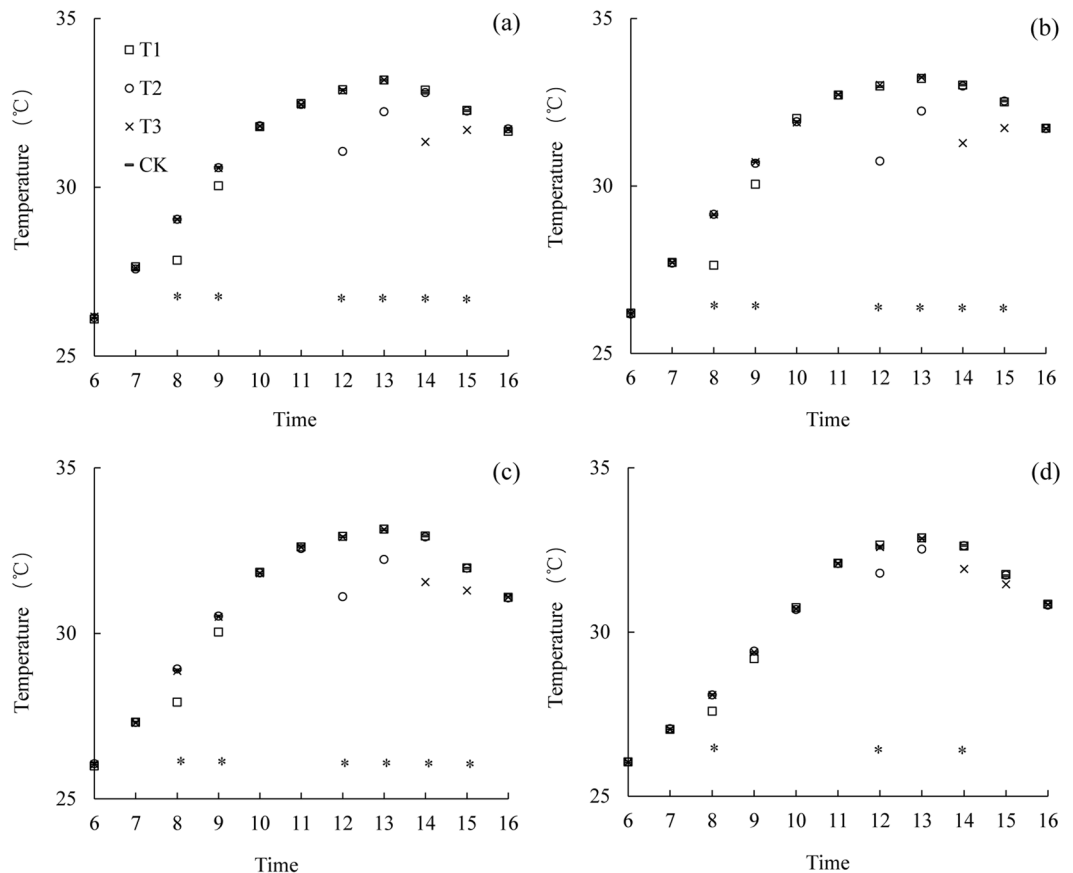 (a)
35
30
25
Temperature (℃)
T1
T2
T3
CK
* * * * * *
6 7 8 9 10 11 12 13 14 15 16
Time
(b)
35
30
25
Temperature (℃)
* * * * * *
6 7 8 9 10 11 12 13 14 15 16
Time
(c)
35
30
25
Temperature (℃)
* * * * * *
6 7 8 9 10 11 12 13 14 15 16
Time
(d)
35
30
25
Temperature (℃)
* * *
6 7 8 9 10 11 12 13 14 15 16
Time